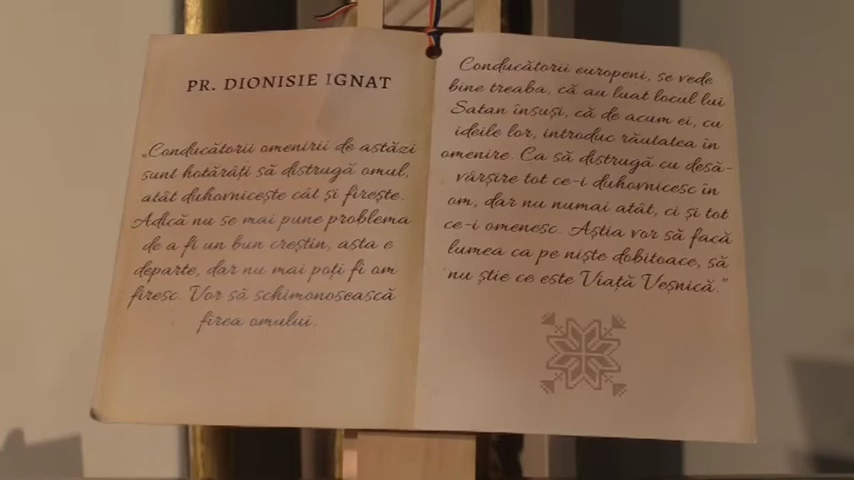 PR. DIONISIE IGNAT
„Conducătorii omenirii de astăzi
sunt hotărâți să distrugă omul,
atât duhovnicește cât și firește.
Adică nu se mai pune problema
de a fi un bun creștin, asta e
departe, dar nu mai poți fi om
firesc. Vor să schimonosească
firea omului.
Conducătorii europeni, se vede
bine treaba, că au luat locul lui
Satan însuși, că de acum ei, cu
ideile lor, introduc răutatea în
omenire. Ca să distrugă cu desă-
vârșire tot ce-i duhovnicesc în
om, dar nu numai atât, ci și tot
ce-i omenesc. Aștia vor să facă
lumea ca pe niște dobitoace, să
nu știe ce este Viață Veșnică.”